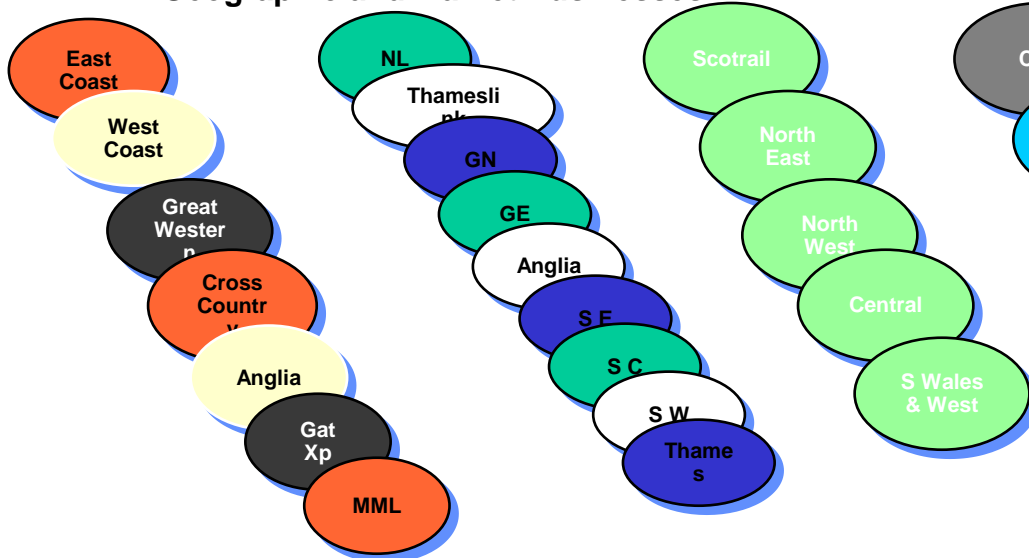 East
Coast
West
Coast
Great
Wester
n
Cross
Countr
y
Anglia
Gat
Xp
MML
NL
Thamesli
nk
GN
GE
Anglia
S E
S C
S W
Thame
s
Scotrail
North
East
North
West
Central
S Wales
& West
C